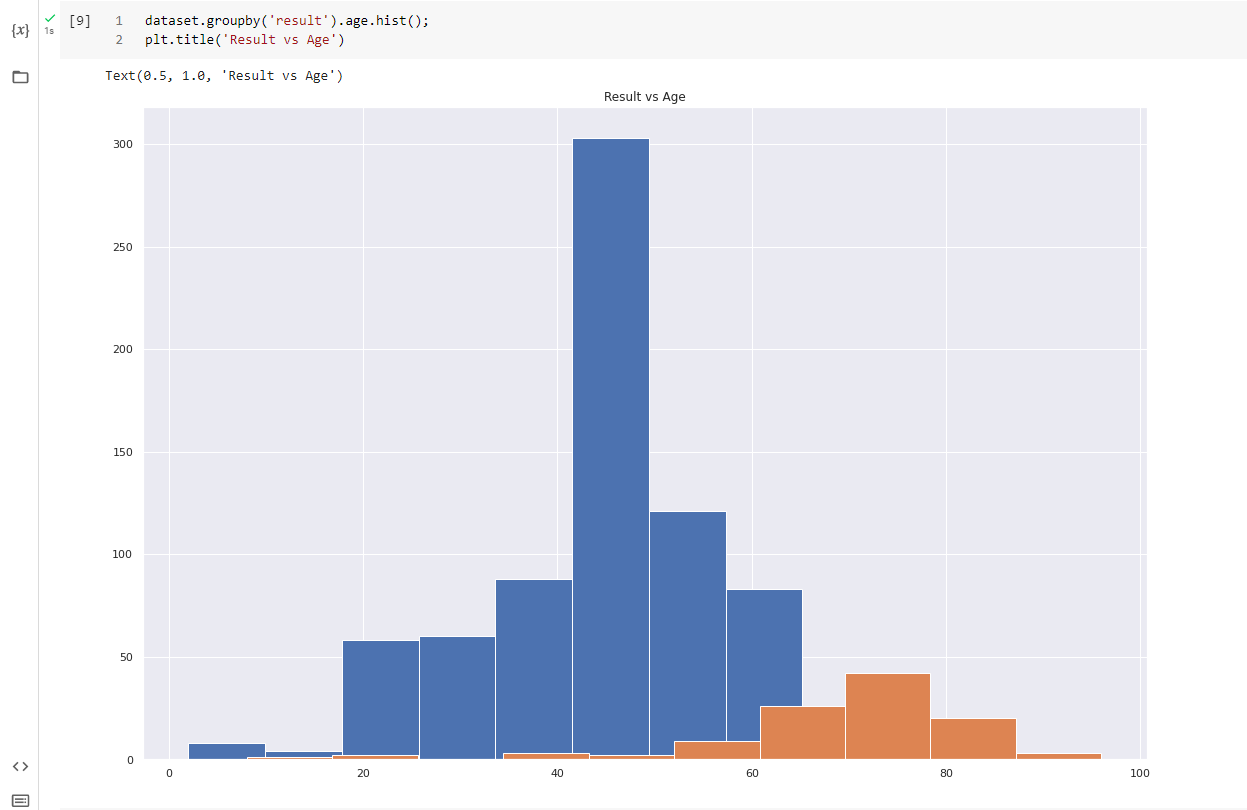 {x}
1s
[9]
1 dataset.groupby('result').age.hist();
2 plt.title('Result vs Age')
Text(0.5, 1.0, 'Result vs Age')
Result vs Age
300
250
200
150
100
50
0
0 20 40 60 80 100